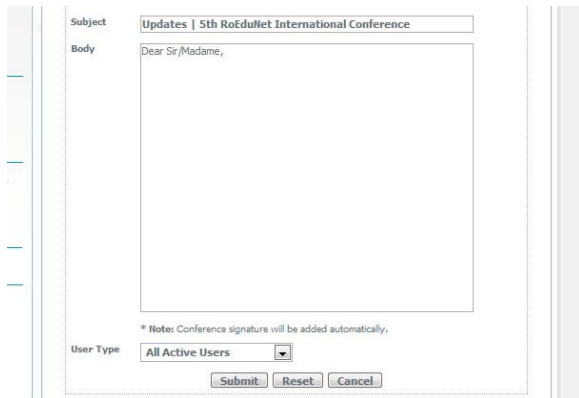 Subject
Updates | 5th RoEduNet International Conference
Body
Dear Sir/Madame,
* Note: Conference signature will be added automatically.
User Type
All Active Users
Submit Reset Cancel